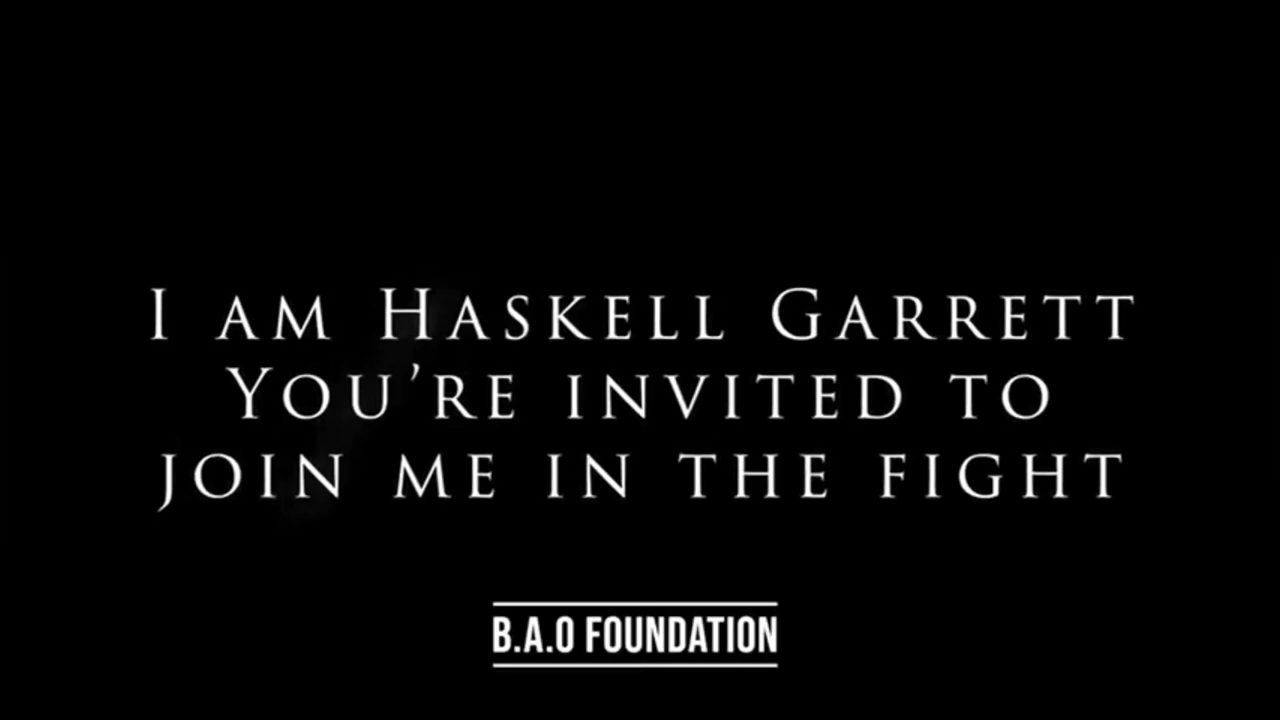 I am Haskell Garrett
You're invited to
join me in the fight
B.A.O FOUNDATION